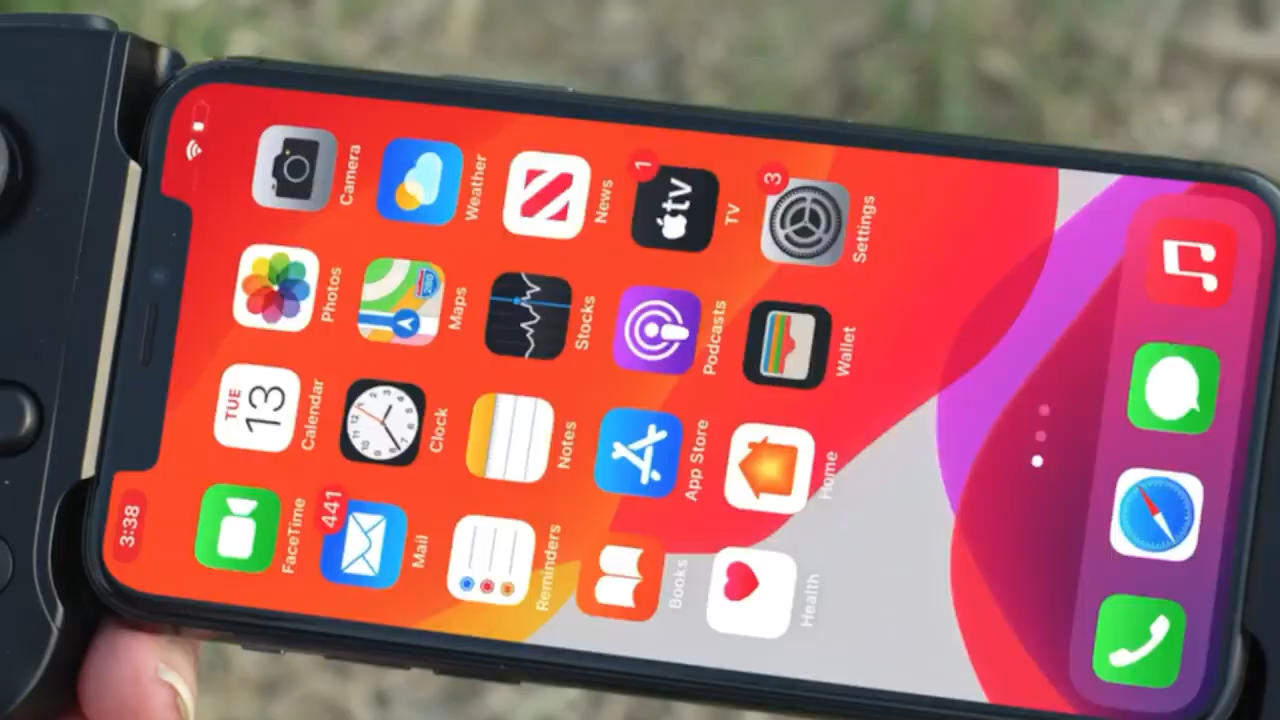 3:38
TUE
13
FaceTime
Calendar
Photos
Camera
441
Mail
Clock
Maps
Weather
Reminders
Notes
Stocks
News
1
tv
Books
App Store
Podcasts
TV
3
Health
Home
Wallet
Settings